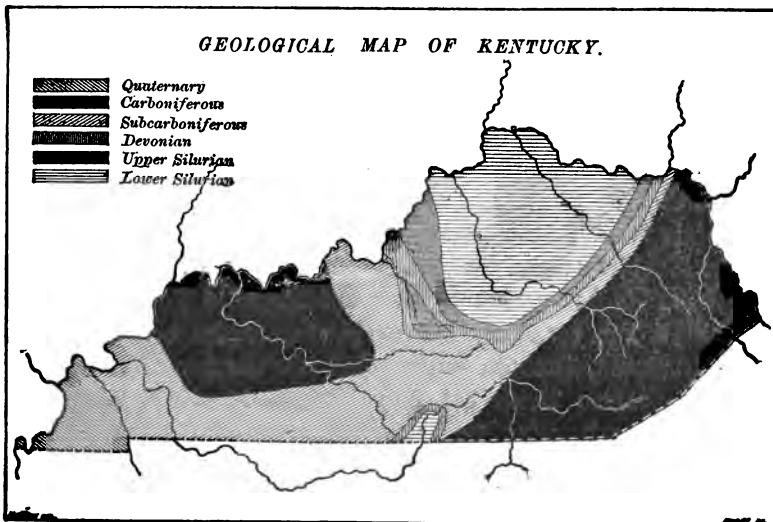 GEOLOGICAL MAP OF KENTUCKY.
Quaternary
Carboniferous
Subcarboniferous
Devonian
Upper Silurian
Lower Silurian